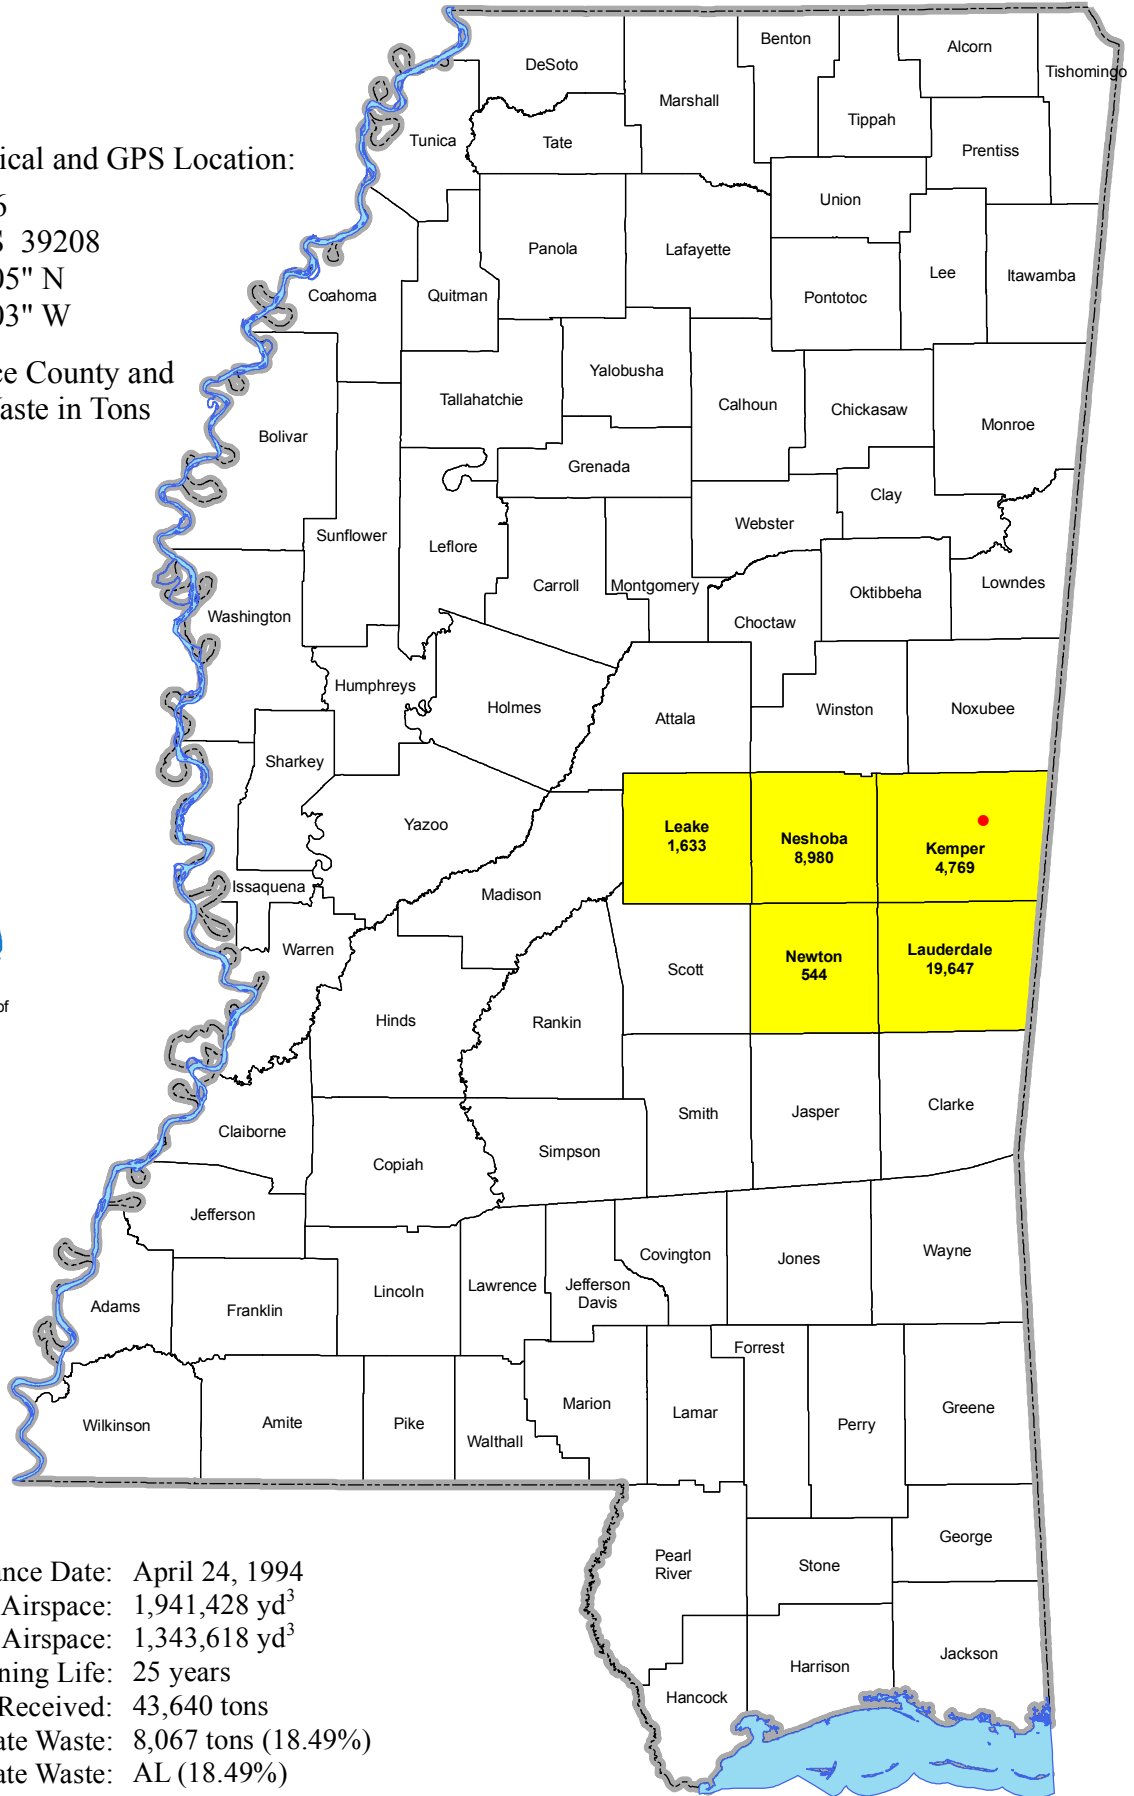 ical and GPS Location:
6
S 39208
05" N
03" W
ce County and
Waste in Tons
of
DeSoto
Benton
Alcorn
Tishomingo
Marshall
Tippah
Tunica
Tate
Prentiss
Union
Panola
Lafayette
Lee
Itawamba
Coahoma
Quitman
Pontotoc
Yalobusha
Tallahatchie
Calhoun
Chickasaw
Monroe
Bolivar
Grenada
Clay
Webster
Sunflower
Leflore
Carroll
Montgomery
Oktibbeha
Lowndes
Washington
Choctaw
Humphreys
Holmes
Attala
Winston
Noxubee
Sharkey
Yazoo
Leake
1,633
Neshoba
8,980
Kemper
4,769
Issaquena
Madison
Warren
Scott
Newton
544
Lauderdale
19,647
Hinds
Rankin
Claiborne
Smith
Jasper
Clarke
Copiah
Simpson
Jefferson
Covington
Jones
Wayne
Lincoln
Lawrence
Jefferson
Davis
Adams
Franklin
Forrest
Wilkinson
Amite
Pike
Walthall
Marion
Lamar
Perry
Greene
Pearl
River
Stone
George
Hancock
Harrison
Jackson
ance Date: April 24, 1994
Airspace: 1,941,428 yd³
Airspace: 1,343,618 yd³
ning Life: 25 years
Received: 43,640 tons
ate Waste: 8,067 tons (18.49%)
ate Waste: AL (18.49%)